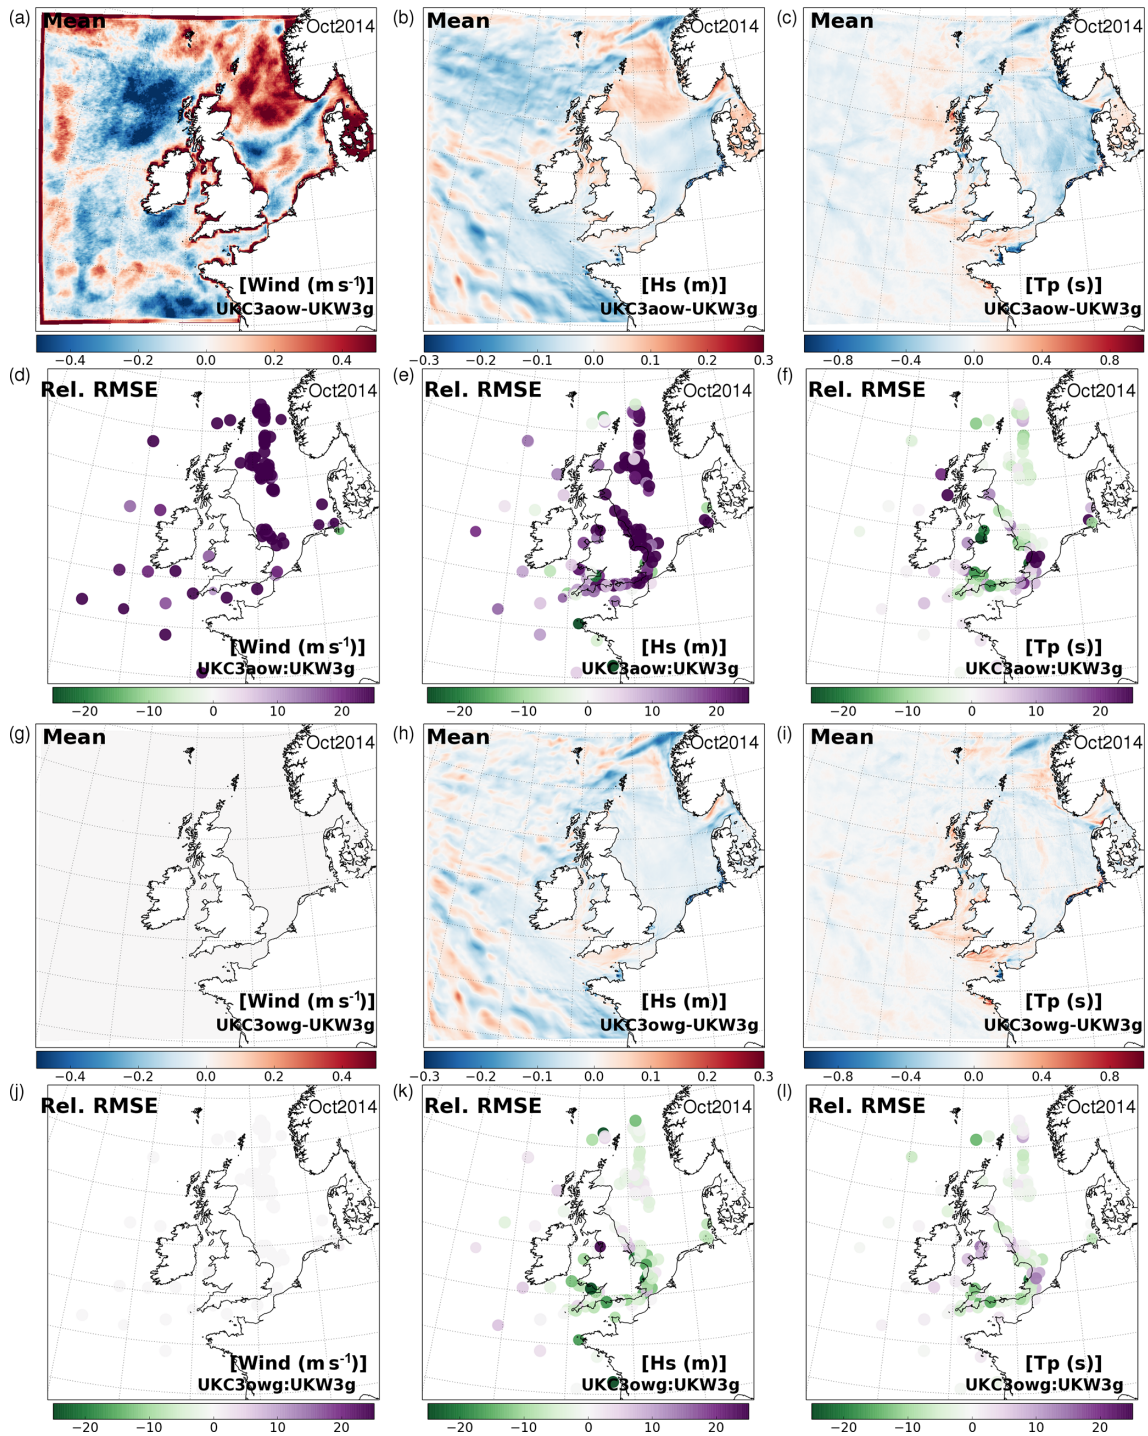 (a) Mean Oct2014
[Wind (m s⁻¹)]
UKC3aow-UKW3g
−0.4 −0.2 0.0 0.2 0.4
(b) Mean Oct2014
[Hs (m)]
UKC3aow-UKW3g
−0.3 −0.2 −0.1 0.0 0.1 0.2 0.3
(c) Mean Oct2014
[Tp (s)]
UKC3aow-UKW3g
−0.8 −0.4 0.0 0.4 0.8
(d) Rel. RMSE Oct2014
[Wind (m s⁻¹)]
UKC3aow:UKW3g
−20 −10 0 10 20
(e) Rel. RMSE Oct2014
[Hs (m)]
UKC3aow:UKW3g
−20 −10 0 10 20
(f) Rel. RMSE Oct2014
[Tp (s)]
UKC3aow:UKW3g
−20 −10 0 10 20
(g) Mean Oct2014
[Wind (m s⁻¹)]
UKC3owg-UKW3g
−0.4 −0.2 0.0 0.2 0.4
(h) Mean Oct2014
[Hs (m)]
UKC3owg-UKW3g
−0.3 −0.2 −0.1 0.0 0.1 0.2 0.3
(i) Mean Oct2014
[Tp (s)]
UKC3owg-UKW3g
−0.8 −0.4 0.0 0.4 0.8
(j) Rel. RMSE Oct2014
[Wind (m s⁻¹)]
UKC3owg:UKW3g
−20 −10 0 10 20
(k) Rel. RMSE Oct2014
[Hs (m)]
UKC3owg:UKW3g
−20 −10 0 10 20
(l) Rel. RMSE Oct2014
[Tp (s)]
UKC3owg:UKW3g
−20 −10 0 10 20